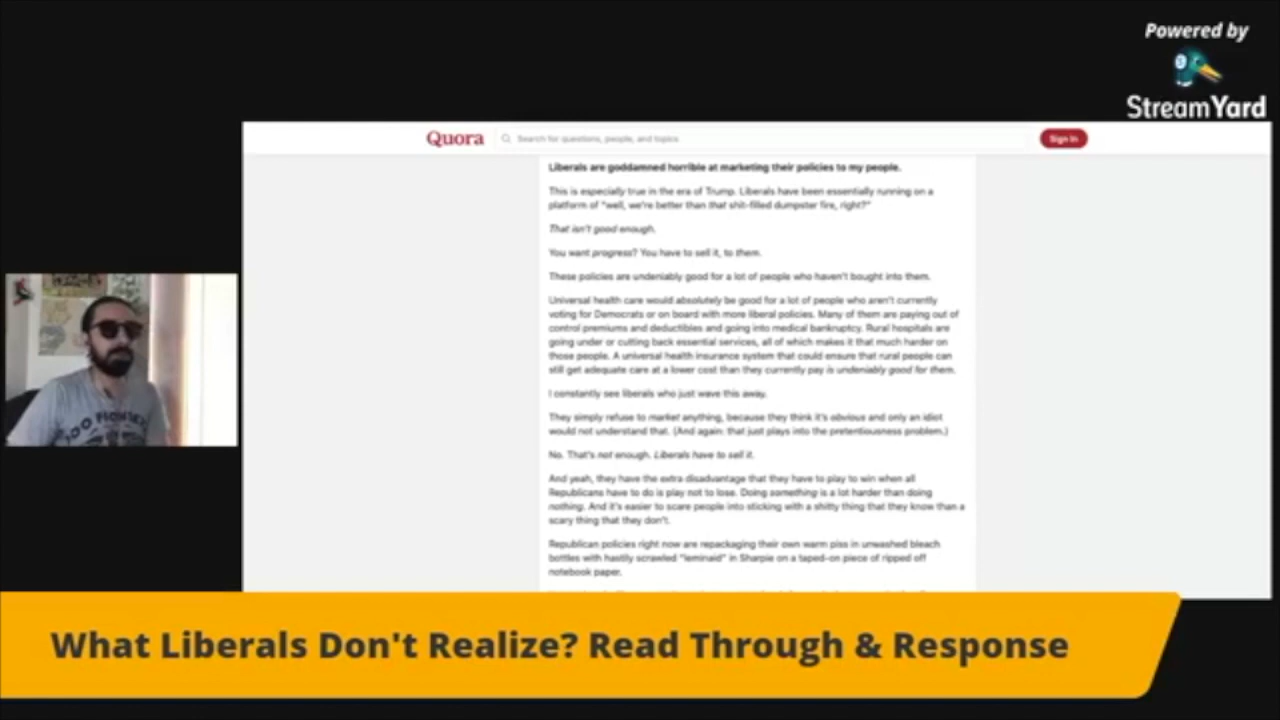 Powered by
StreamYard
Quora
Search for questions, people, and topics
Sign In
Liberals are goddamned horrible at marketing their policies to my people.
This is especially true in the era of Trump. Liberals have been essentially running on a
platform of "well, we're better than that shit-filled dumpster fire, right?"
That isn't good enough.
You want progress? You have to sell it, to them.
These policies are undeniably good for a lot of people who haven't bought into them.
Universal health care would absolutely be good for a lot of people who aren't currently
voting for Democrats or on board with more liberal policies. Many of them are paying out of
control premiums and deductibles and going into medical bankruptcy. Rural hospitals are
going under or cutting back essential services, all of which makes it that much harder on
those people. A universal health insurance system that could ensure that rural people can
still get adequate care at a lower cost than they currently pay is undeniably good for them.
I constantly see liberals who just wave this away.
They simply refuse to market anything, because they think it's obvious and only an idiot
would not understand that. (And again: that just plays into the pretentiousness problem.)
No. That's not enough. Liberals have to sell it.
And yeah, they have the extra disadvantage that they have to play to win when all
Republicans have to do is play not to lose. Doing something is a lot harder than doing
nothing. And it's easier to scare people into sticking with a shitty thing that they know than a
scary thing that they don't.
Republican policies right now are repackaging their own warm piss in unwashed bleach
bottles with hastily scrawled "leminaid" in Sharpie on a taped-on piece of ripped off
notebook paper.
What Liberals Don't Realize? Read Through & Response